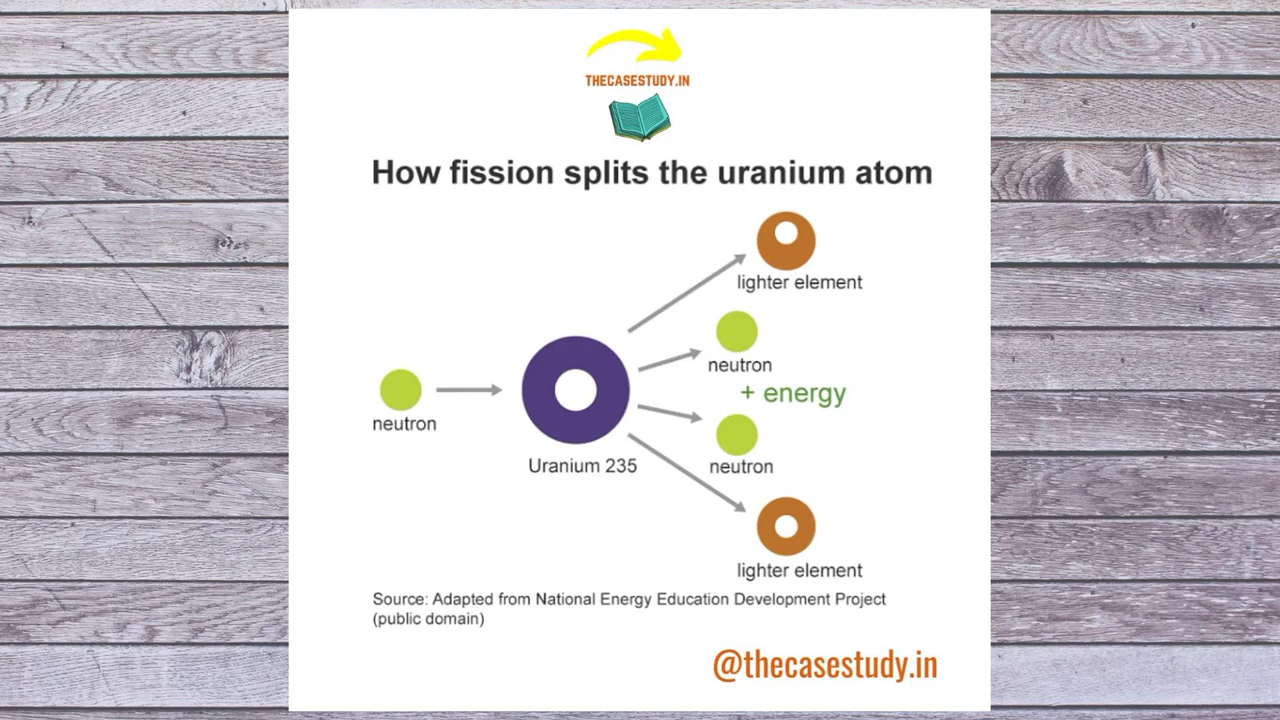 THECASESTUDY.IN
How fission splits the uranium atom
lighter element
neutron
+ energy
neutron
Uranium 235
neutron
lighter element
Source: Adapted from National Energy Education Development Project
(public domain)
@thecasestudy.in